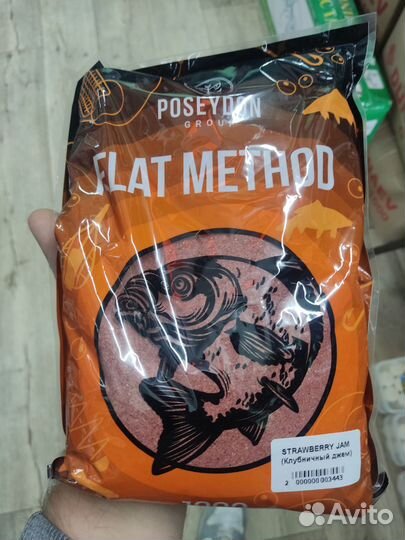 POSEYDON
GROUP
FLAT METHOD
STRAWBERRY JAM
(Клубничный джем)
2 000000 003443
Avito